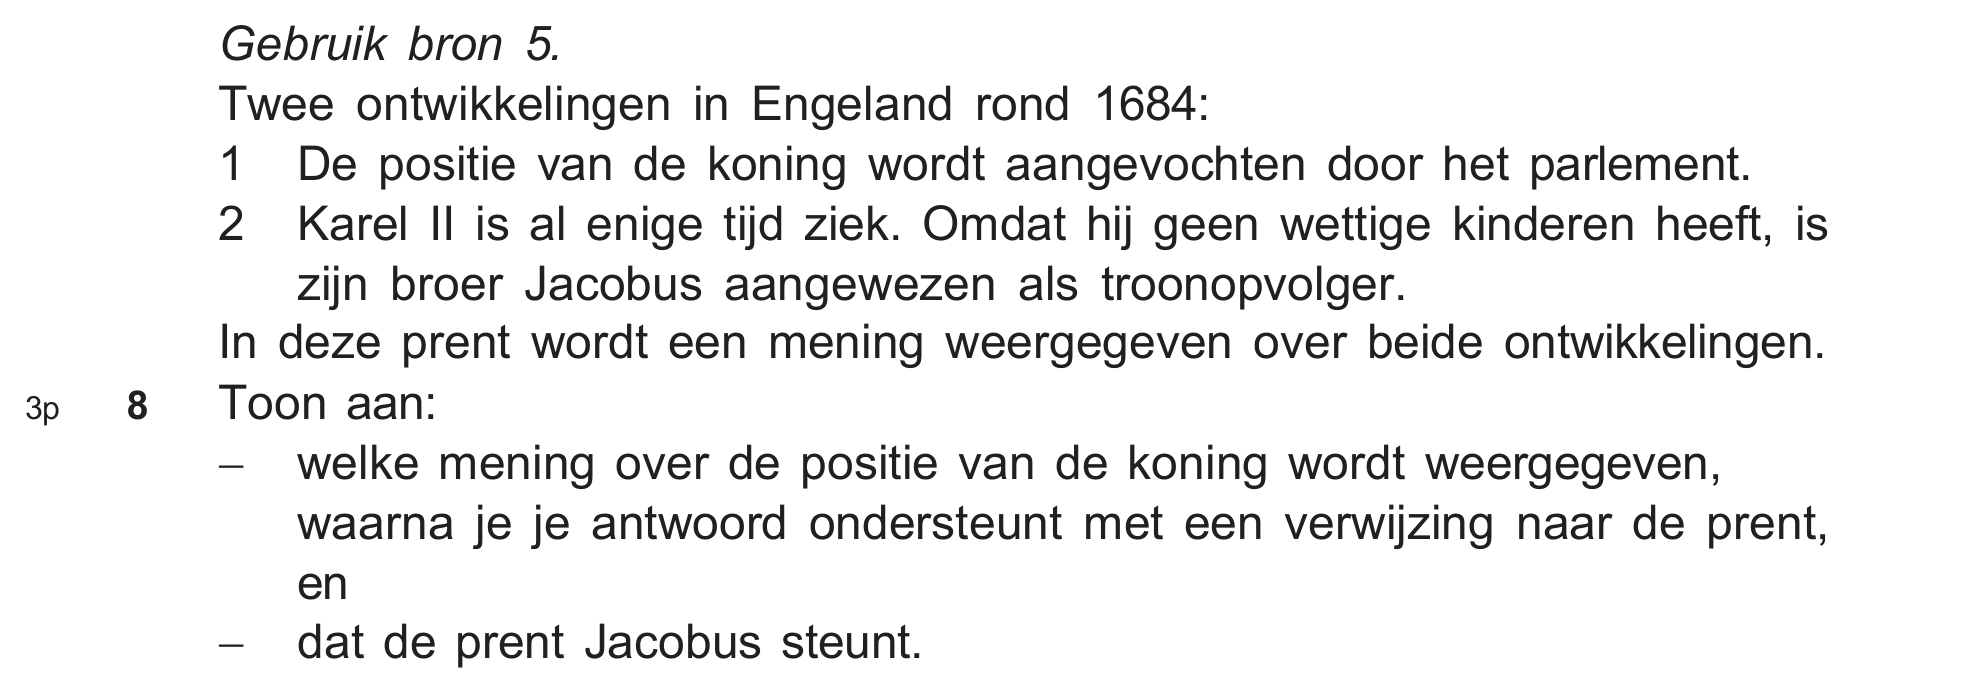 Gebruik bron 5.
Twee ontwikkelingen in Engeland rond 1684:
1 De positie van de koning wordt aangevochten door het parlement.
2 Karel II is al enige tijd ziek. Omdat hij geen wettige kinderen heeft, is
zijn broer Jacobus aangewezen als troonopvolger.
In deze prent wordt een mening weergegeven over beide ontwikkelingen.
3p 8 Toon aan:
– welke mening over de positie van de koning wordt weergegeven,
waarna je je antwoord ondersteunt met een verwijzing naar de prent,
en
– dat de prent Jacobus steunt.